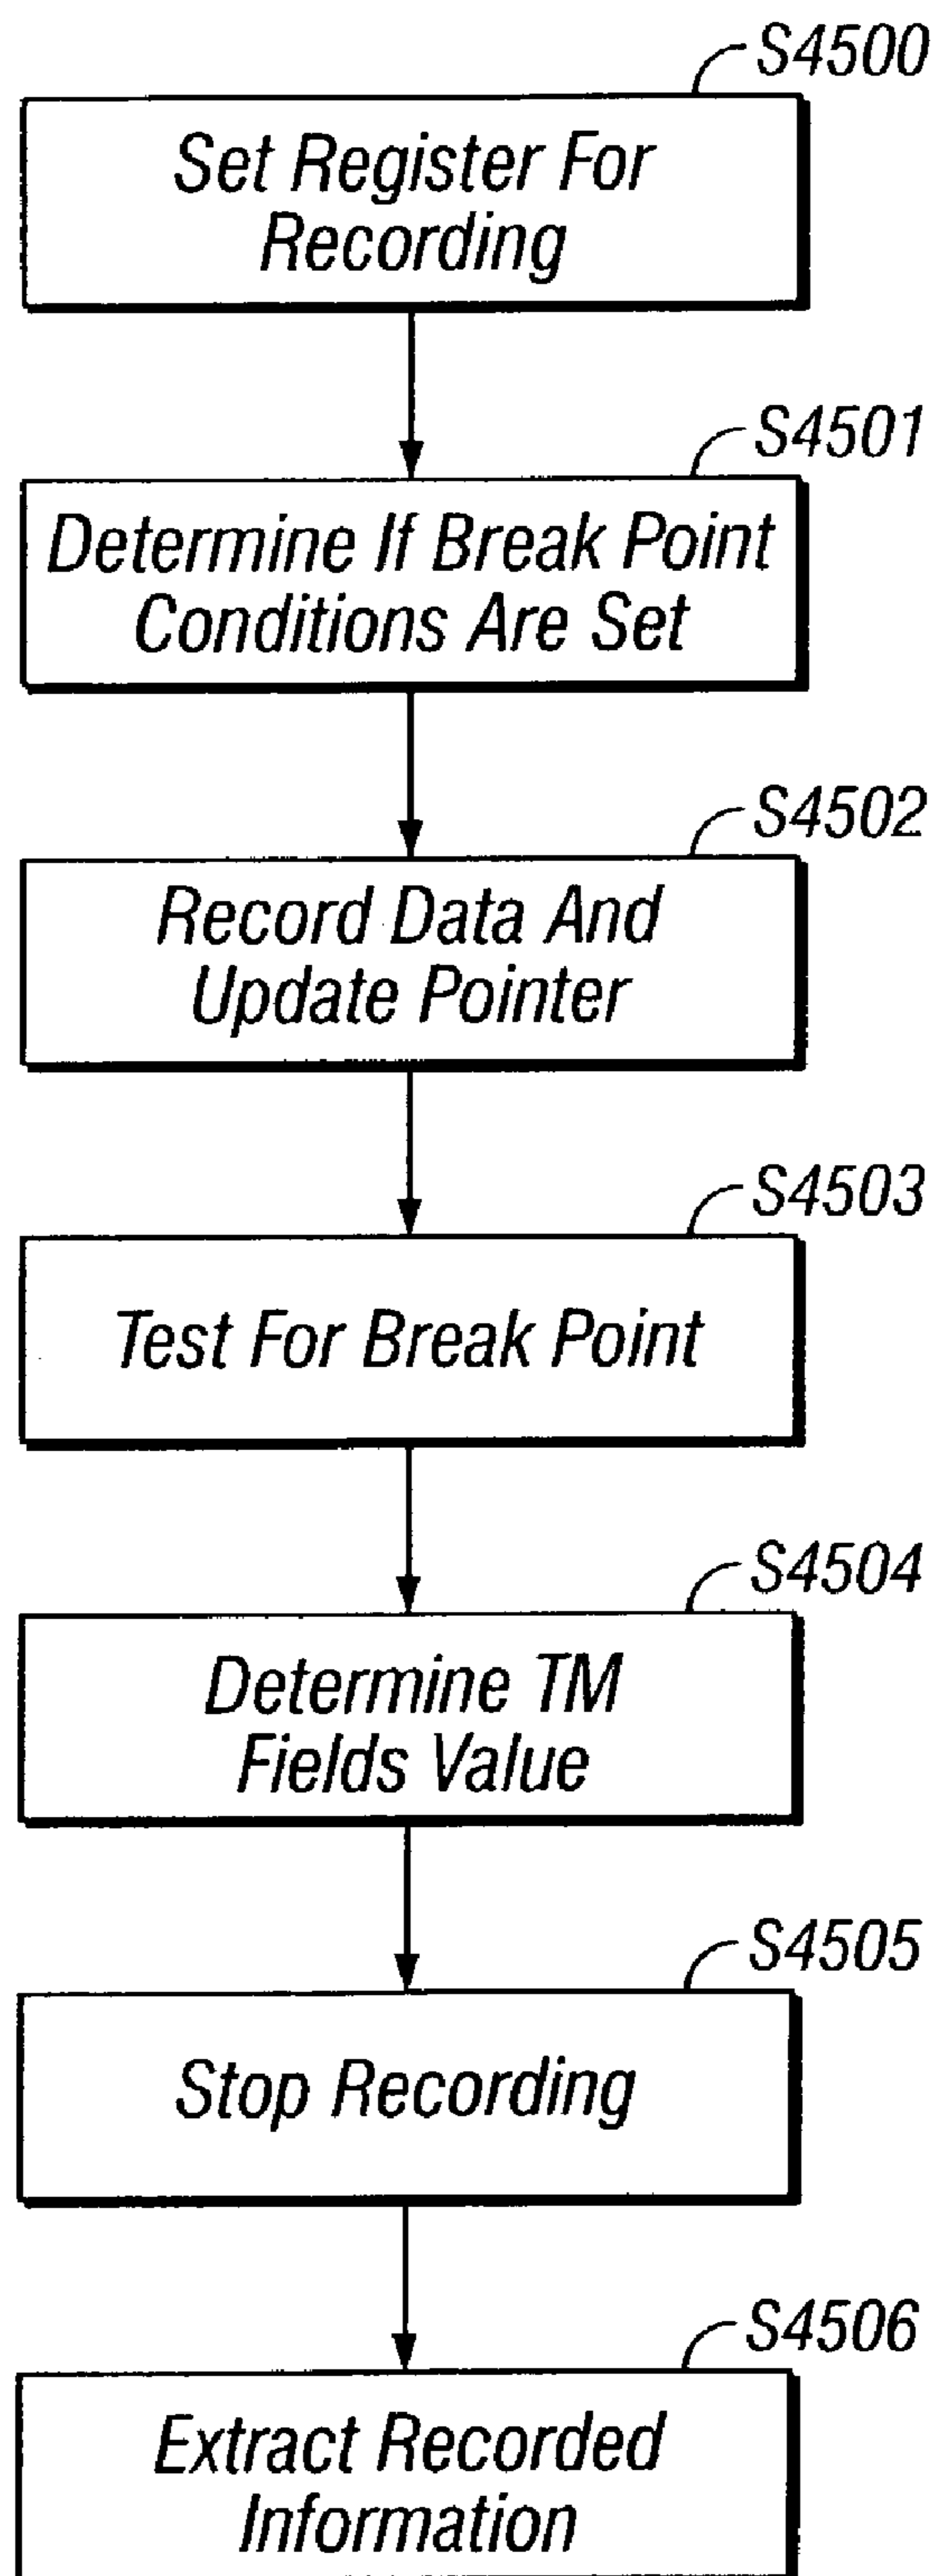 S4500
Set Register For
Recording
S4501
Determine If Break Point
Conditions Are Set
S4502
Record Data And
Update Pointer
S4503
Test For Break Point
S4504
Determine TM
Fields Value
S4505
Stop Recording
S4506
Extract Recorded
Information